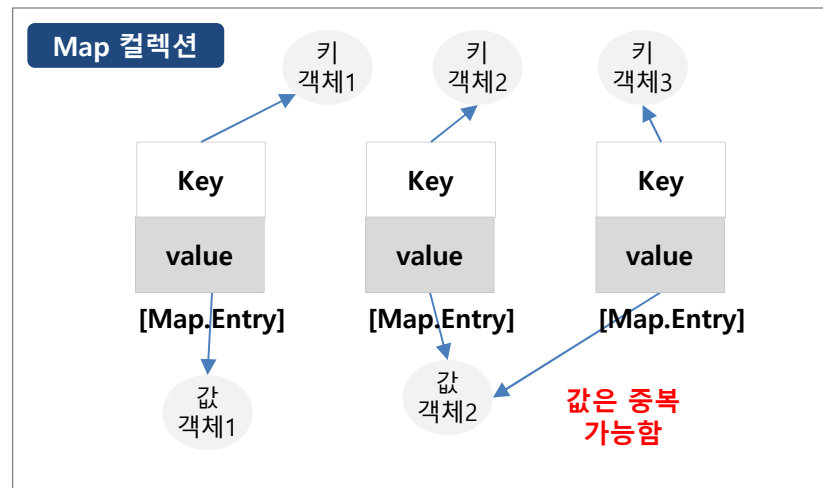 Map 컬렉션
키
객체1
키
객체2
키
객체3
Key
Key
Key
value
value
value
[Map.Entry]
[Map.Entry]
[Map.Entry]
값
객체1
값
객체2
값은 중복
가능함